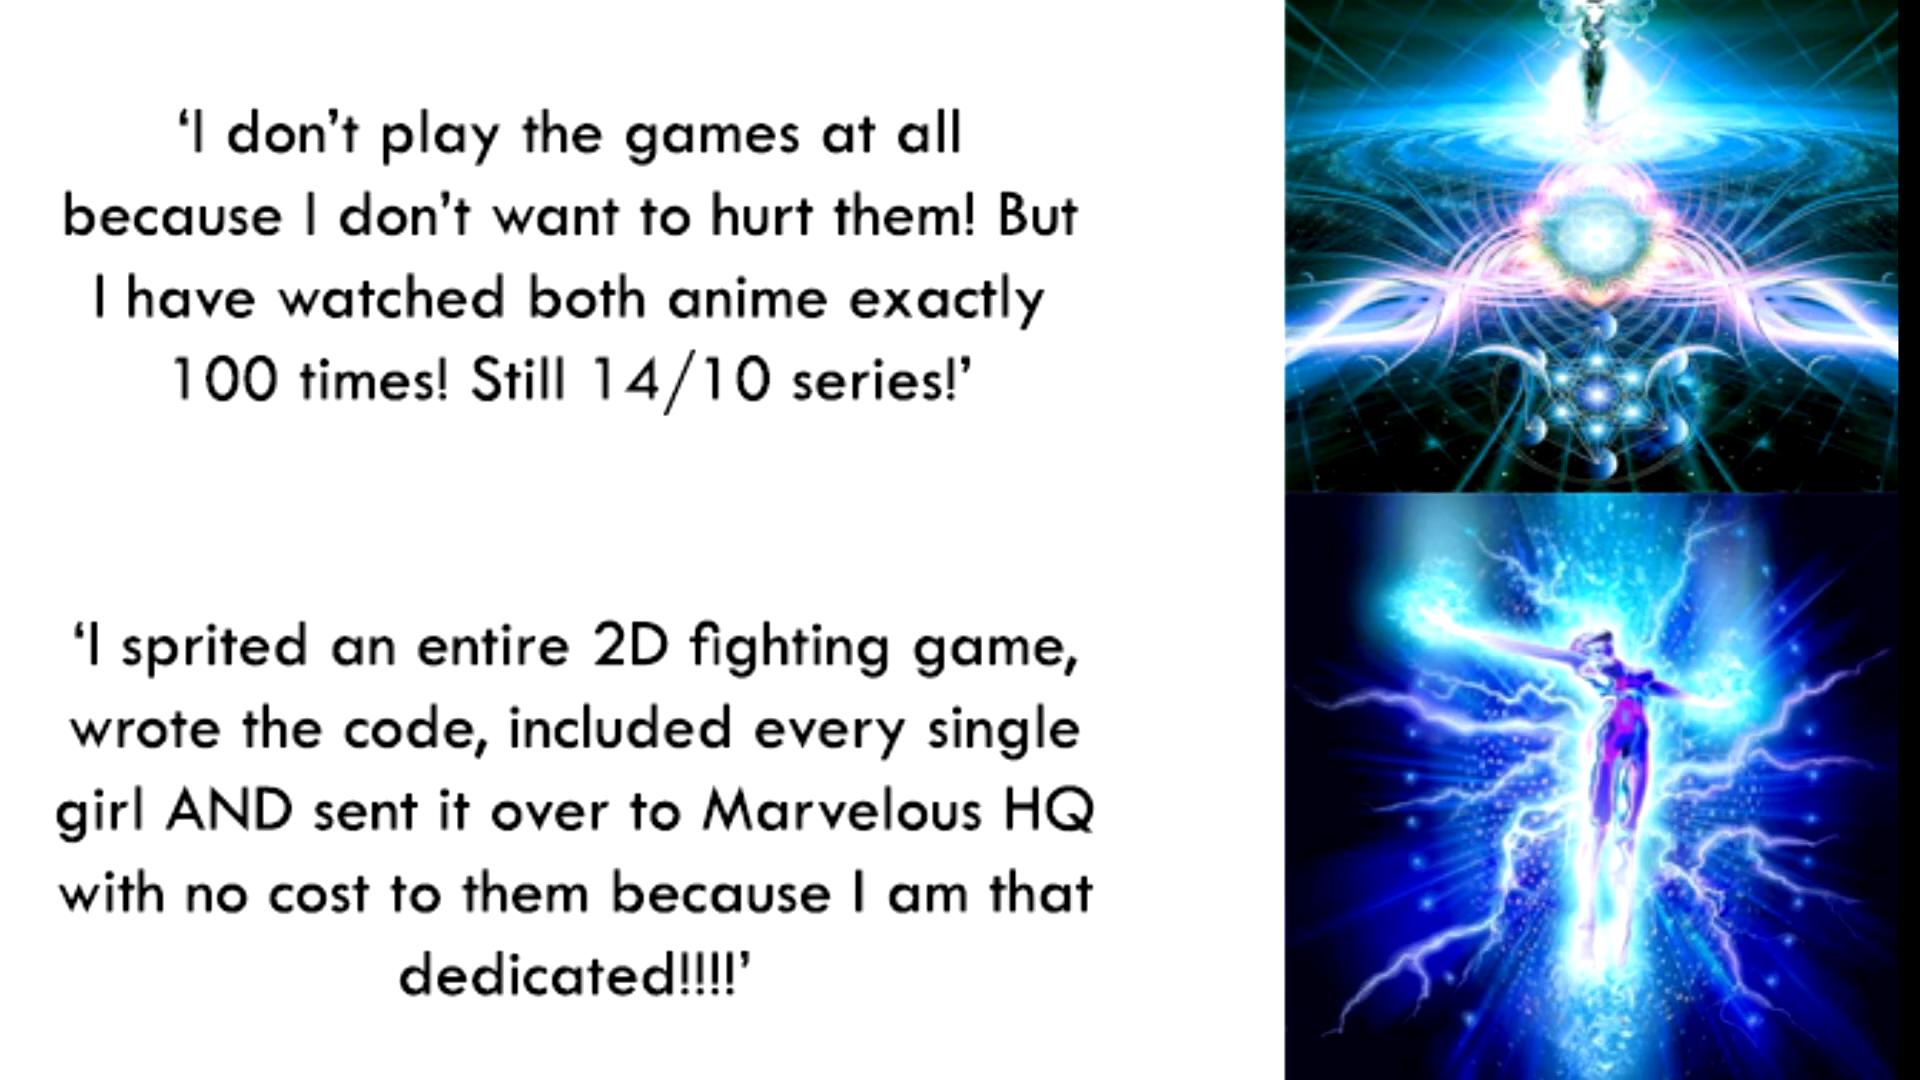 ‘I don’t play the games at all
because I don’t want to hurt them! But
I have watched both anime exactly
100 times! Still 14/10 series!’
‘I sprited an entire 2D fighting game,
wrote the code, included every single
girl AND sent it over to Marvelous HQ
with no cost to them because I am that
dedicated!!!!’